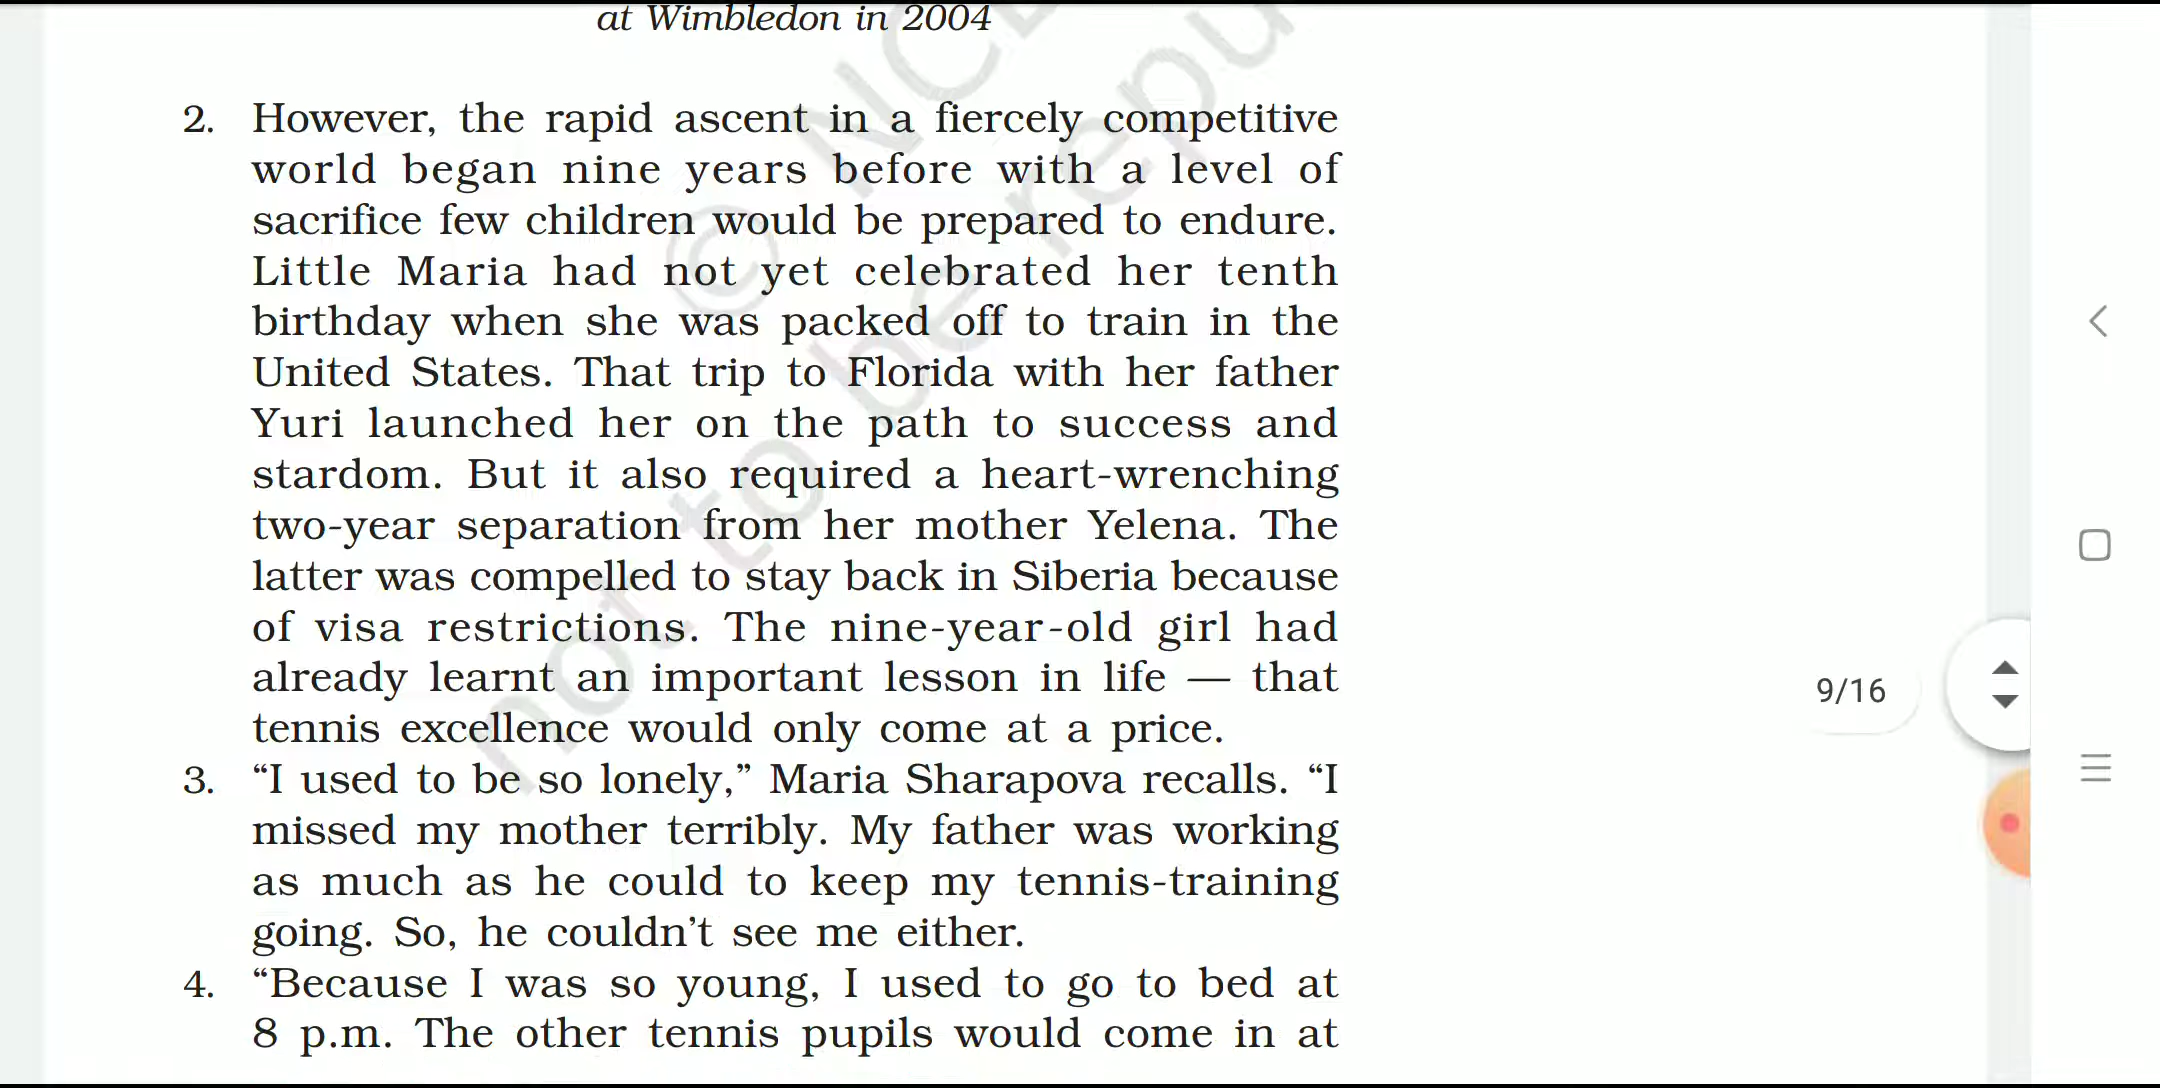 at Wimbledon in 2004
2. However, the rapid ascent in a fiercely competitive
world began nine years before with a level of
sacrifice few children would be prepared to endure.
Little Maria had not yet celebrated her tenth
birthday when she was packed off to train in the
United States. That trip to Florida with her father
Yuri launched her on the path to success and
stardom. But it also required a heart-wrenching
two-year separation from her mother Yelena. The
latter was compelled to stay back in Siberia because
of visa restrictions. The nine-year-old girl had
already learnt an important lesson in life — that
tennis excellence would only come at a price.
3. “I used to be so lonely,” Maria Sharapova recalls. “I
missed my mother terribly. My father was working
as much as he could to keep my tennis-training
going. So, he couldn’t see me either.
4. “Because I was so young, I used to go to bed at
8 p.m. The other tennis pupils would come in at
9/16
© NCE
not to be repu